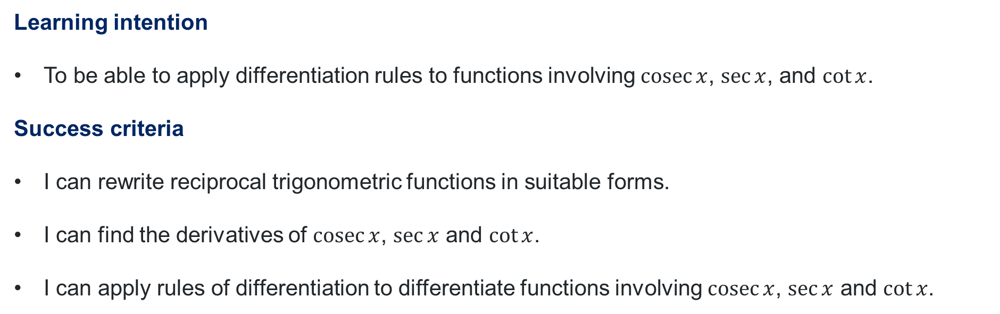 Learning intention
• To be able to apply differentiation rules to functions involving cosec x, sec x, and cot x.
Success criteria
• I can rewrite reciprocal trigonometric functions in suitable forms.
• I can find the derivatives of cosec x, sec x and cot x.
• I can apply rules of differentiation to differentiate functions involving cosec x, sec x and cot x.